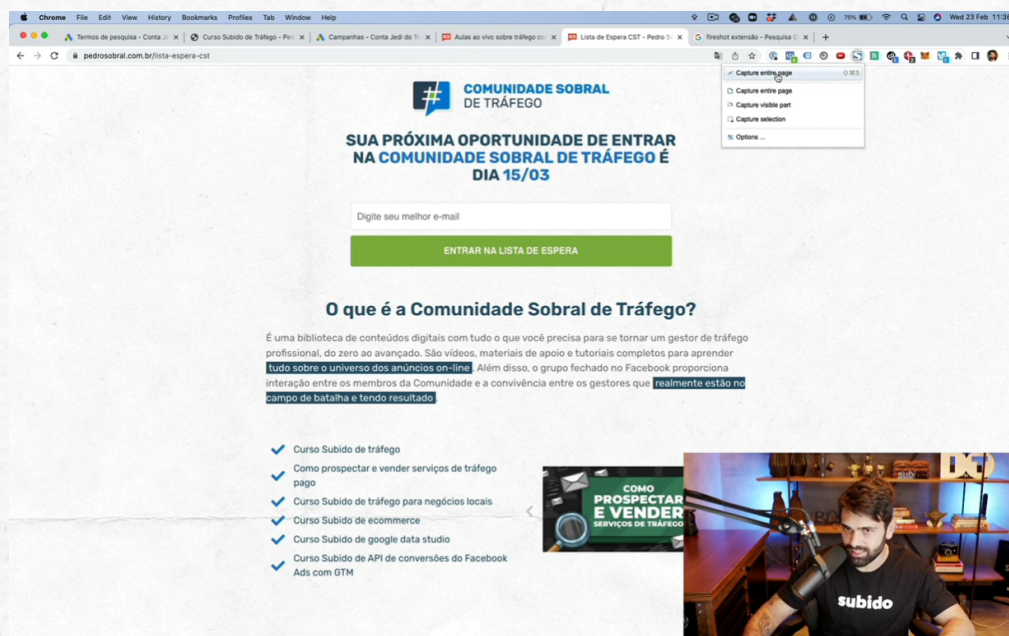 Chrome File Edit View History Bookmarks Profiles Tab Window Help
76%
Wed 23 Feb 11:36
Termos de pesquisa - Conta Je
Curso Subido de Tráfego - Ped
Campanhas - Conta Jedi do Tr
Aulas ao vivo sobre tráfego co
Lista de Espera CST - Pedro S
fireshot extensão - Pesquisa G
pedrosobral.com.br/lista-espera-cst
Capture entire page
Capture entire page
Capture visible part
Capture selection
Options ...
COMUNIDADE SOBRAL
DE TRÁFEGO
SUA PRÓXIMA OPORTUNIDADE DE ENTRAR
NA COMUNIDADE SOBRAL DE TRÁFEGO É
DIA 15/03
Digite seu melhor e-mail
ENTRAR NA LISTA DE ESPERA
O que é a Comunidade Sobral de Tráfego?
É uma biblioteca de conteúdos digitais com tudo o que você precisa para se tornar um gestor de tráfego
profissional, do zero ao avançado. São vídeos, materiais de apoio e tutoriais completos para aprender
tudo sobre o universo dos anúncios on-line. Além disso, o grupo fechado no Facebook proporciona
interação entre os membros da Comunidade e a convivência entre os gestores que realmente estão no
campo de batalha e tendo resultado.
Curso Subido de tráfego
Como prospectar e vender serviços de tráfego
pago
Curso Subido de tráfego para negócios locais
Curso Subido de ecommerce
Curso Subido de google data studio
Curso Subido de API de conversões do Facebook
Ads com GTM
COMO
PROSPECTAR
E VENDER
SERVIÇOS DE TRÁFEGO
subido